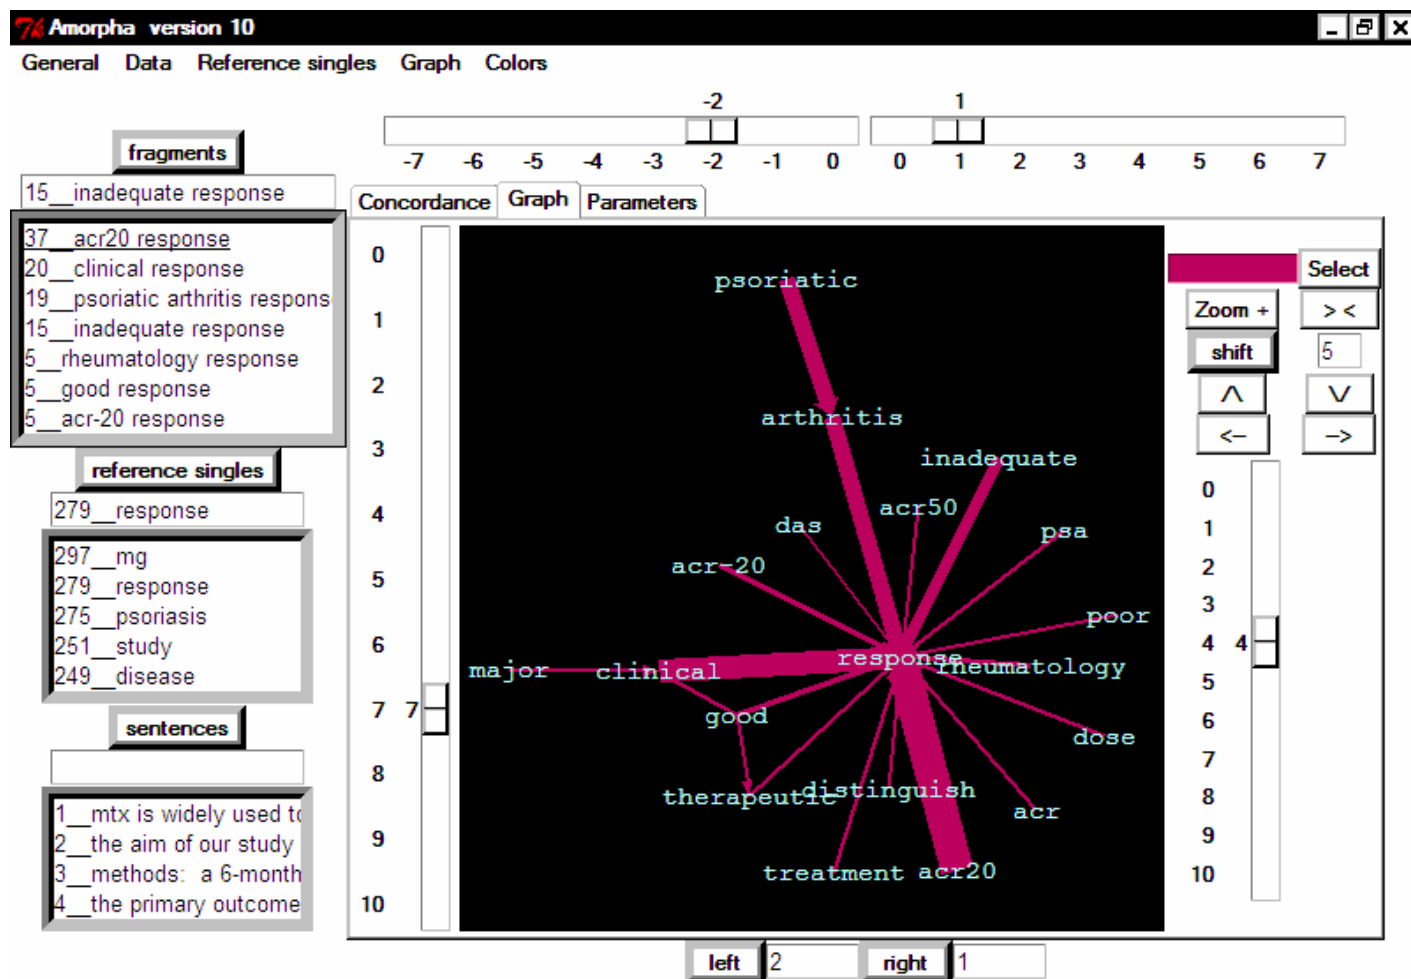 Amorpha version 10
General Data Reference singles Graph Colors
-2 1
-7 -6 -5 -4 -3 -2 -1 0 0 1 2 3 4 5 6 7
fragments
15__inadequate response
37__acr20 response
20__clinical response
19__psoriatic arthritis respons
15__inadequate response
5__rheumatology response
5__good response
5__acr-20 response
reference singles
279__response
297__mg
279__response
275__psoriasis
251__study
249__disease
sentences
1__mtx is widely used to
2__the aim of our study
3__methods: a 6-month
4__the primary outcome
Concordance Graph Parameters
0
1
2
3
4
5
6
7 7
8
9
10
psoriatic
arthritis
inadequate
acr50
das
psa
acr-20
poor
response
rheumatology
major
clinical
good
dose
distinguish
therapeutic
acr
treatment
acr20
Select
Zoom + > <
shift 5
/\ \/
<-- -->
0
1
2
3
4 4
5
6
7
8
9
10
left 2 right 1